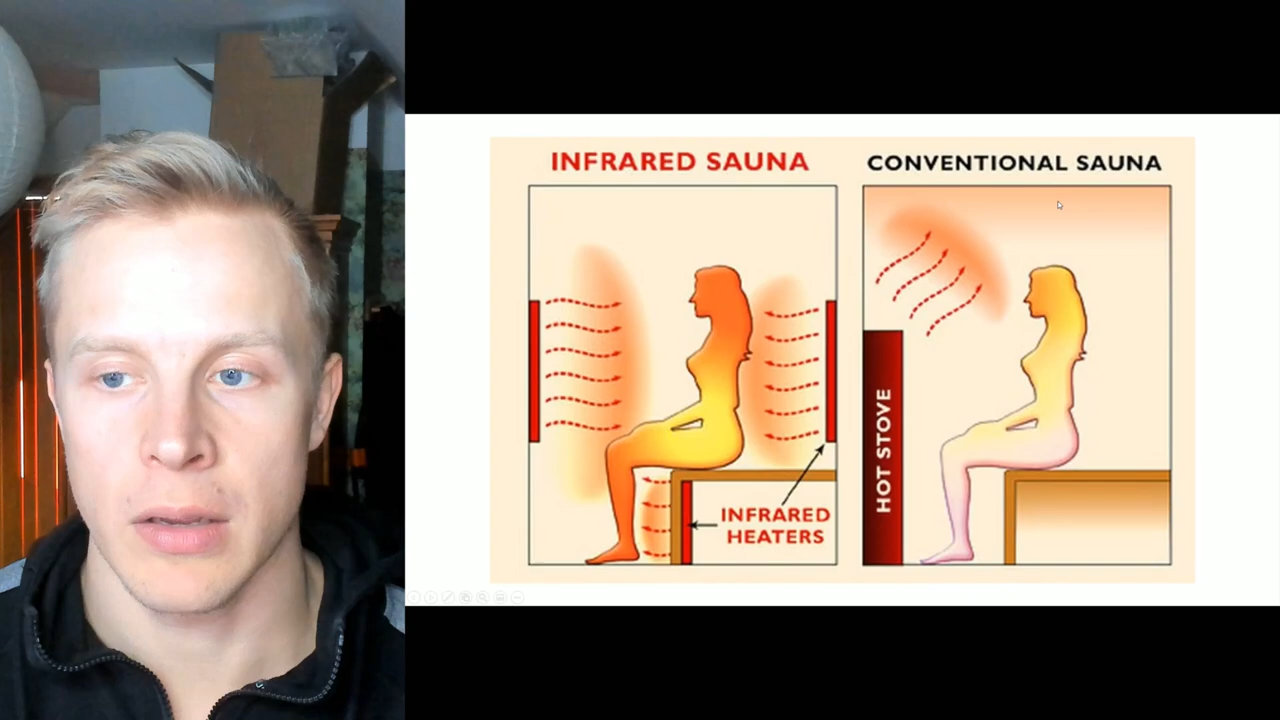 INFRARED SAUNA
CONVENTIONAL SAUNA
INFRARED
HEATERS
HOT STOVE